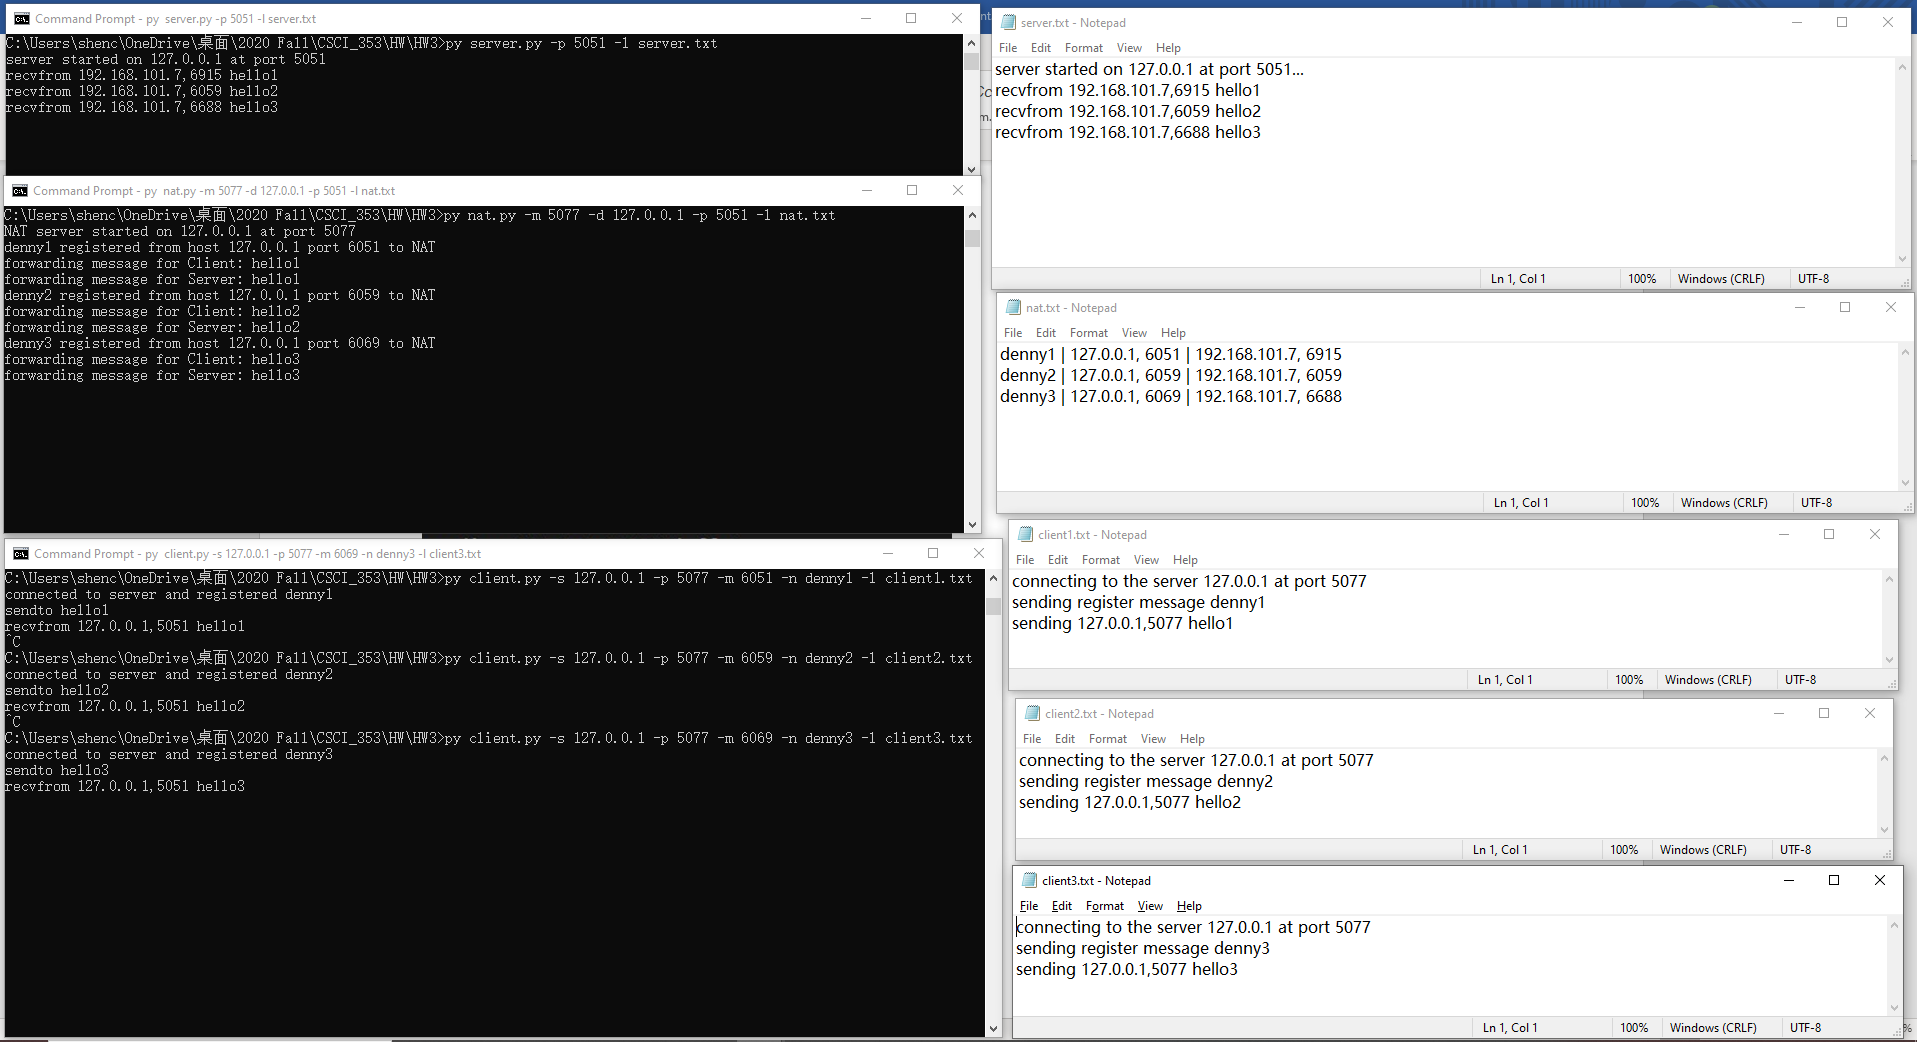 Command Prompt - py  server.py -p 5051 -l server.txt
C:\Users\shenc\OneDrive\桌面\2020 Fall\CSCI_353\HW\HW3>py server.py -p 5051 -l server.txt
server started on 127.0.0.1 at port 5051
recvfrom 192.168.101.7,6915 hello1
recvfrom 192.168.101.7,6059 hello2
recvfrom 192.168.101.7,6688 hello3
Command Prompt - py  nat.py -m 5077 -d 127.0.0.1 -p 5051 -l nat.txt
C:\Users\shenc\OneDrive\桌面\2020 Fall\CSCI_353\HW\HW3>py nat.py -m 5077 -d 127.0.0.1 -p 5051 -l nat.txt
NAT server started on 127.0.0.1 at port 5077
denny1 registered from host 127.0.0.1 port 6051 to NAT
forwarding message for Client: hello1
forwarding message for Server: hello1
denny2 registered from host 127.0.0.1 port 6059 to NAT
forwarding message for Client: hello2
forwarding message for Server: hello2
denny3 registered from host 127.0.0.1 port 6069 to NAT
forwarding message for Client: hello3
forwarding message for Server: hello3
Command Prompt - py  client.py -s 127.0.0.1 -p 5077 -m 6069 -n denny3 -l client3.txt
C:\Users\shenc\OneDrive\桌面\2020 Fall\CSCI_353\HW\HW3>py client.py -s 127.0.0.1 -p 5077 -m 6051 -n denny1 -l client1.txt
connected to server and registered denny1
sendto hello1
recvfrom 127.0.0.1,5051 hello1
^C
C:\Users\shenc\OneDrive\桌面\2020 Fall\CSCI_353\HW\HW3>py client.py -s 127.0.0.1 -p 5077 -m 6059 -n denny2 -l client2.txt
connected to server and registered denny2
sendto hello2
recvfrom 127.0.0.1,5051 hello2
^C
C:\Users\shenc\OneDrive\桌面\2020 Fall\CSCI_353\HW\HW3>py client.py -s 127.0.0.1 -p 5077 -m 6069 -n denny3 -l client3.txt
connected to server and registered denny3
sendto hello3
recvfrom 127.0.0.1,5051 hello3
server.txt - Notepad
File Edit Format View Help
server started on 127.0.0.1 at port 5051...
recvfrom 192.168.101.7,6915 hello1
recvfrom 192.168.101.7,6059 hello2
recvfrom 192.168.101.7,6688 hello3
Ln 1, Col 1 100% Windows (CRLF) UTF-8
nat.txt - Notepad
File Edit Format View Help
denny1 | 127.0.0.1, 6051 | 192.168.101.7, 6915
denny2 | 127.0.0.1, 6059 | 192.168.101.7, 6059
denny3 | 127.0.0.1, 6069 | 192.168.101.7, 6688
Ln 1, Col 1 100% Windows (CRLF) UTF-8
client1.txt - Notepad
File Edit Format View Help
connecting to the server 127.0.0.1 at port 5077
sending register message denny1
sending 127.0.0.1,5077 hello1
Ln 1, Col 1 100% Windows (CRLF) UTF-8
client2.txt - Notepad
File Edit Format View Help
connecting to the server 127.0.0.1 at port 5077
sending register message denny2
sending 127.0.0.1,5077 hello2
Ln 1, Col 1 100% Windows (CRLF) UTF-8
client3.txt - Notepad
File Edit Format View Help
connecting to the server 127.0.0.1 at port 5077
sending register message denny3
sending 127.0.0.1,5077 hello3
Ln 1, Col 1 100% Windows (CRLF) UTF-8